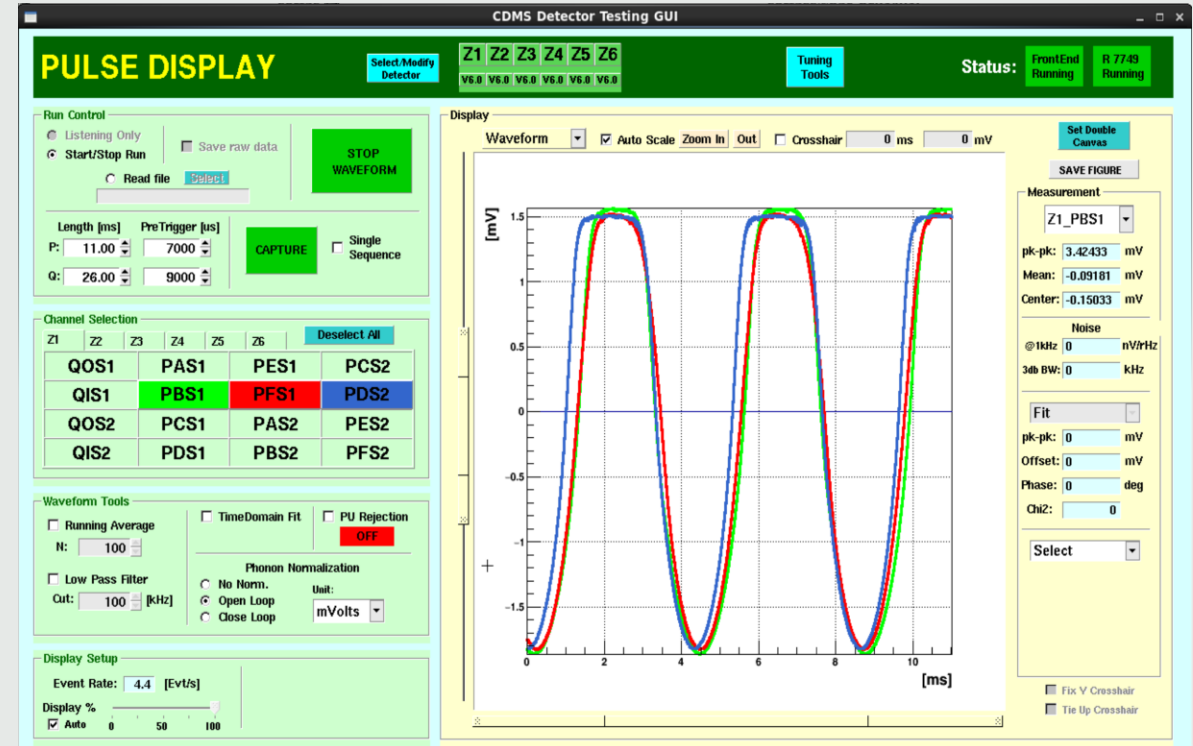 CDMS Detector Testing GUI
PULSE DISPLAY
Select/Modify
Detector
Z1 Z2 Z3 Z4 Z5 Z6
V6.0 V6.0 V6.0 V6.0 V6.0 V6.0
Tuning
Tools
Status:
FrontEnd
Running
R 7749
Running
Run Control
Listening Only
Start/Stop Run
Save raw data
STOP
WAVEFORM
Read file
Select
Length [ms]
PreTrigger [us]
P: 11.00 7000
Q: 26.00 9000
CAPTURE
Single
Sequence
Channel Selection
Z1 Z2 Z3 Z4 Z5 Z6
Deselect All
QOS1 PAS1 PES1 PCS2
QIS1 PBS1 PFS1 PDS2
QOS2 PCS1 PAS2 PES2
QIS2 PDS1 PBS2 PFS2
Waveform Tools
Running Average
N: 100
Low Pass Filter
Cut: 100 [kHz]
TimeDomain Fit
PU Rejection
OFF
Phonon Normalization
No Norm.
Open Loop
Close Loop
Unit:
mVolts
Display Setup
Event Rate: 4.4 [Evt/s]
Display %
Auto
0 50 100
Display
Waveform
Auto Scale
Zoom In
Out
Crosshair
0 ms
0 mV
[mV]
1.5
1
0.5
0
-0.5
-1
-1.5
0 2 4 6 8 10
[ms]
Set Double
Canvas
SAVE FIGURE
Measurement
Z1_PBS1
pk-pk: 3.42433 mV
Mean: -0.09181 mV
Center: -0.15033 mV
Noise
@1kHz 0 nV/rHz
3db BW: 0 kHz
Fit
pk-pk: 0 mV
Offset: 0 mV
Phase: 0 deg
Chi2: 0
Select
Fix V Crosshair
Tie Up Crosshair